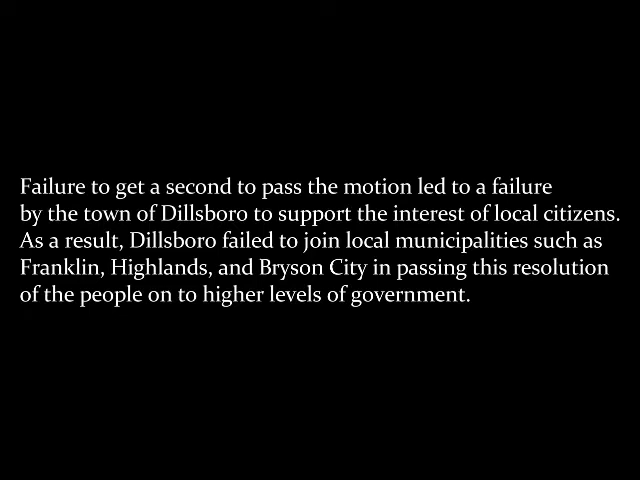 Failure to get a second to pass the motion led to a failure
by the town of Dillsboro to support the interest of local citizens.
As a result, Dillsboro failed to join local municipalities such as
Franklin, Highlands, and Bryson City in passing this resolution
of the people on to higher levels of government.